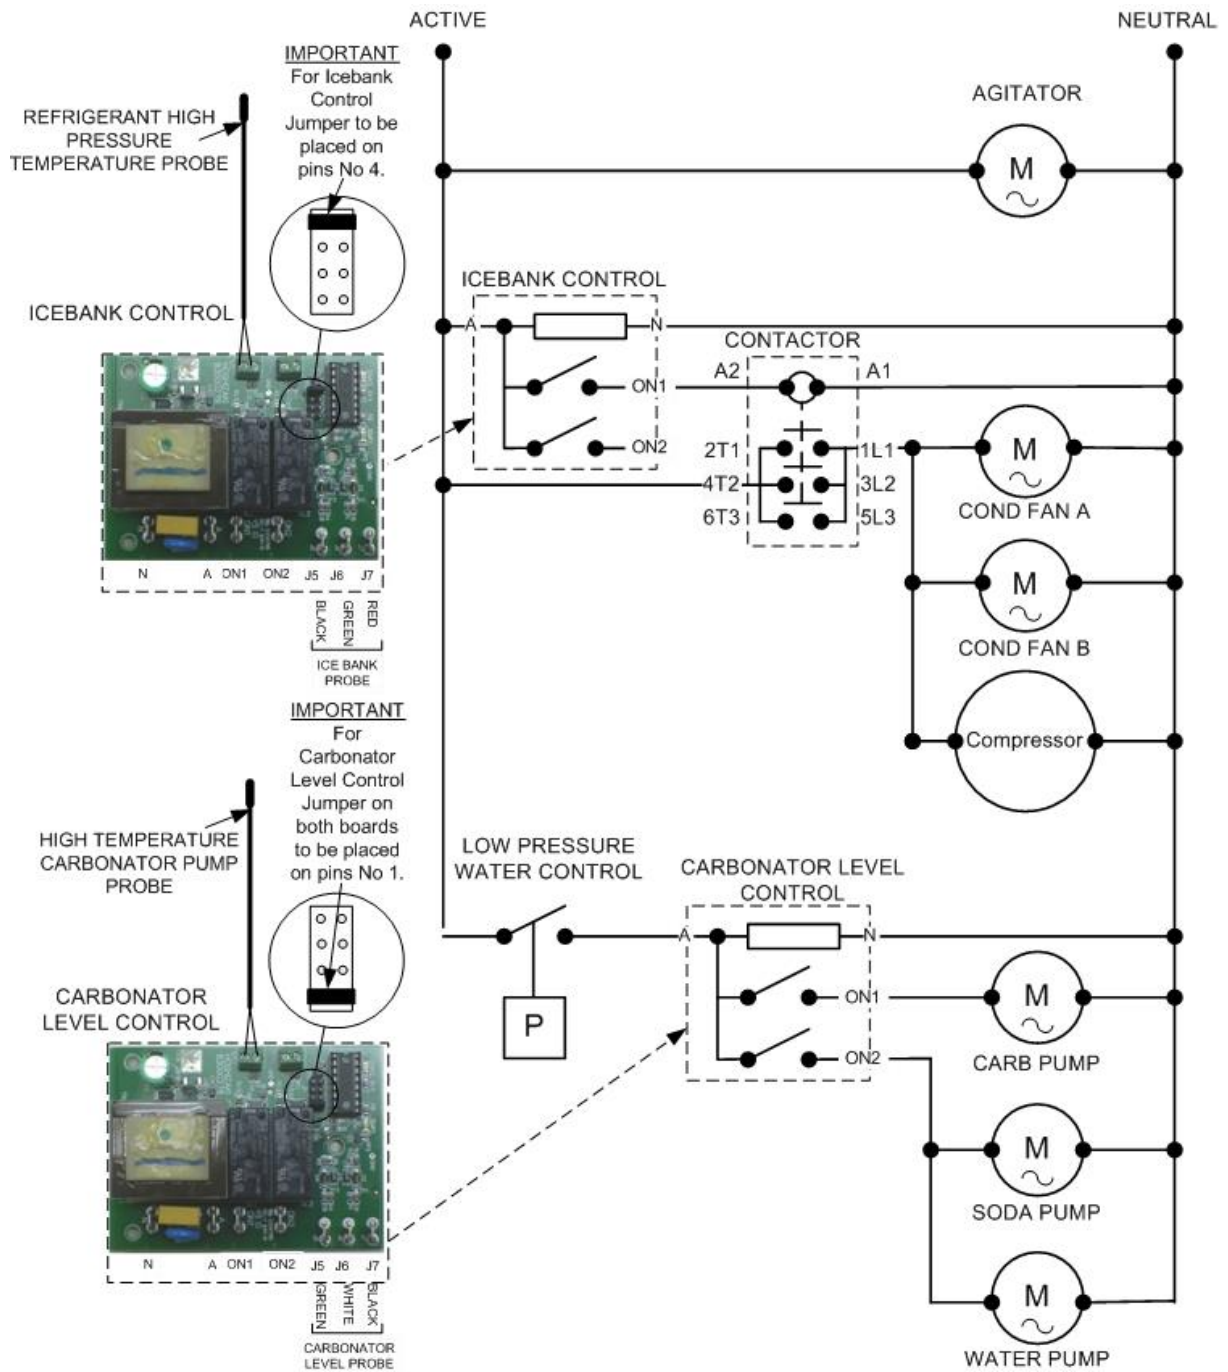 ACTIVE
NEUTRAL
IMPORTANT
For Icebank
Control
Jumper to be
placed on
pins No 4.
REFRIGERANT HIGH
PRESSURE
TEMPERATURE PROBE
AGITATOR
M
ICEBANK CONTROL
ICEBANK CONTROL
A
N
ON1
ON2
CONTACTOR
A2
A1
2T1
1L1
4T2
3L2
6T3
5L3
M
COND FAN A
M
COND FAN B
Compressor
N
A
ON1
ON2
J5
J6
J7
BLACK
GREEN
RED
ICE BANK
PROBE
IMPORTANT
For
Carbonator
Level Control
Jumper on
both boards
to be placed
on pins No 1.
HIGH TEMPERATURE
CARBONATOR PUMP
PROBE
LOW PRESSURE
WATER CONTROL
P
CARBONATOR LEVEL
CONTROL
A
N
ON1
ON2
M
CARB PUMP
M
SODA PUMP
M
WATER PUMP
CARBONATOR
LEVEL CONTROL
N
A
ON1
ON2
J5
J6
J7
GREEN
WHITE
BLACK
CARBONATOR
LEVEL PROBE